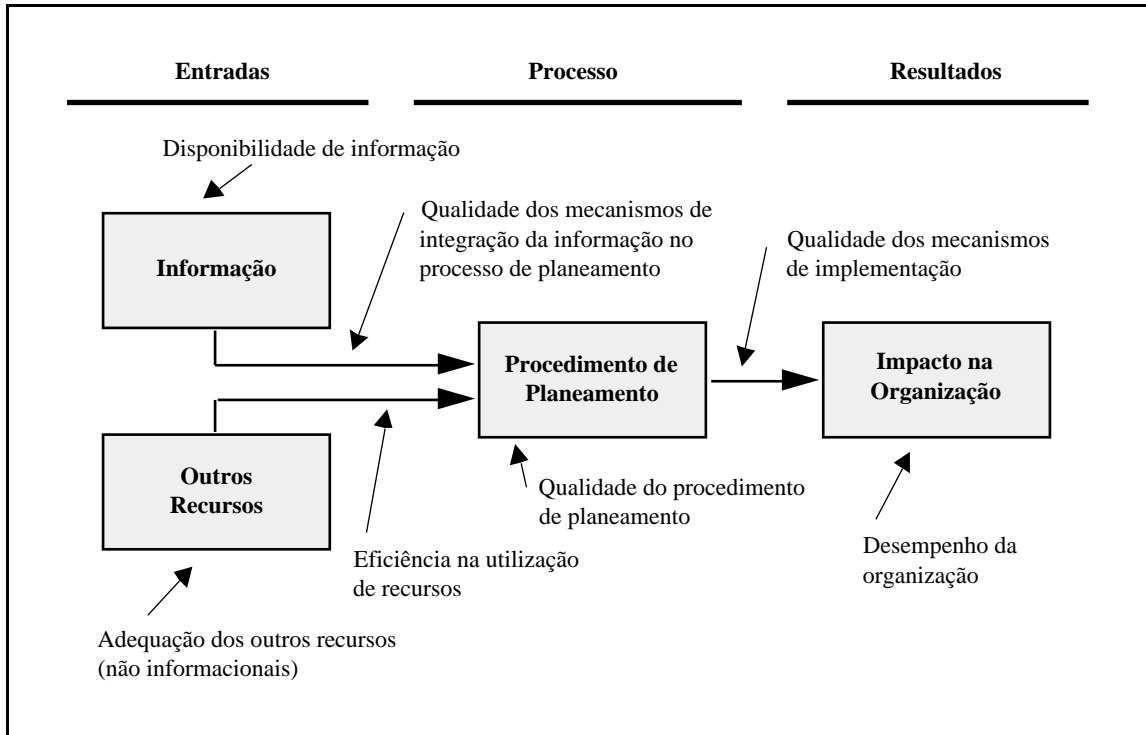 Entradas
Processo
Resultados
Disponibilidade de informação
Informação
Qualidade dos mecanismos de
integração da informação no
processo de planeamento
Qualidade dos mecanismos
de implementação
Procedimento de
Planeamento
Impacto na
Organização
Outros
Recursos
Qualidade do procedimento
de planeamento
Eficiência na utilização
de recursos
Desempenho da
organização
Adequação dos outros recursos
(não informacionais)